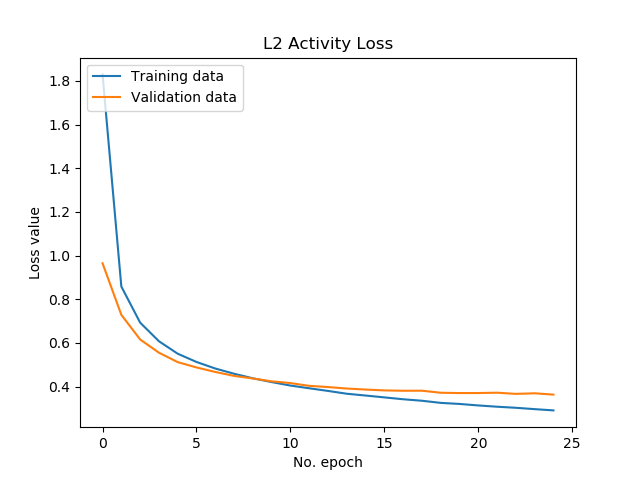 L2 Activity Loss
Training data
Validation data
1.8
1.6
1.4
1.2
1.0
0.8
0.6
0.4
Loss value
0 5 10 15 20 25
No. epoch